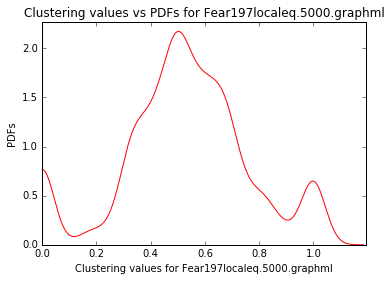 Clustering values vs PDFs for Fear197localeq.5000.graphml
2.0
1.5
1.0
0.5
0.0
PDFs
0.0 0.2 0.4 0.6 0.8 1.0
Clustering values for Fear197localeq.5000.graphml